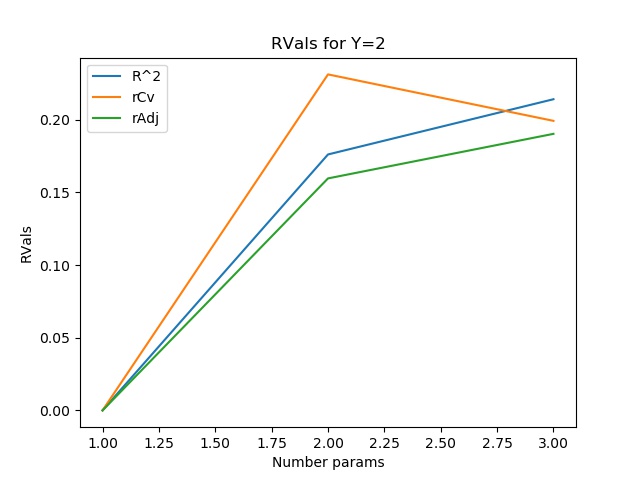 RVals for Y=2
R^2
rCv
rAdj
0.20
0.15
0.10
0.05
0.00
RVals
1.00 1.25 1.50 1.75 2.00 2.25 2.50 2.75 3.00
Number params